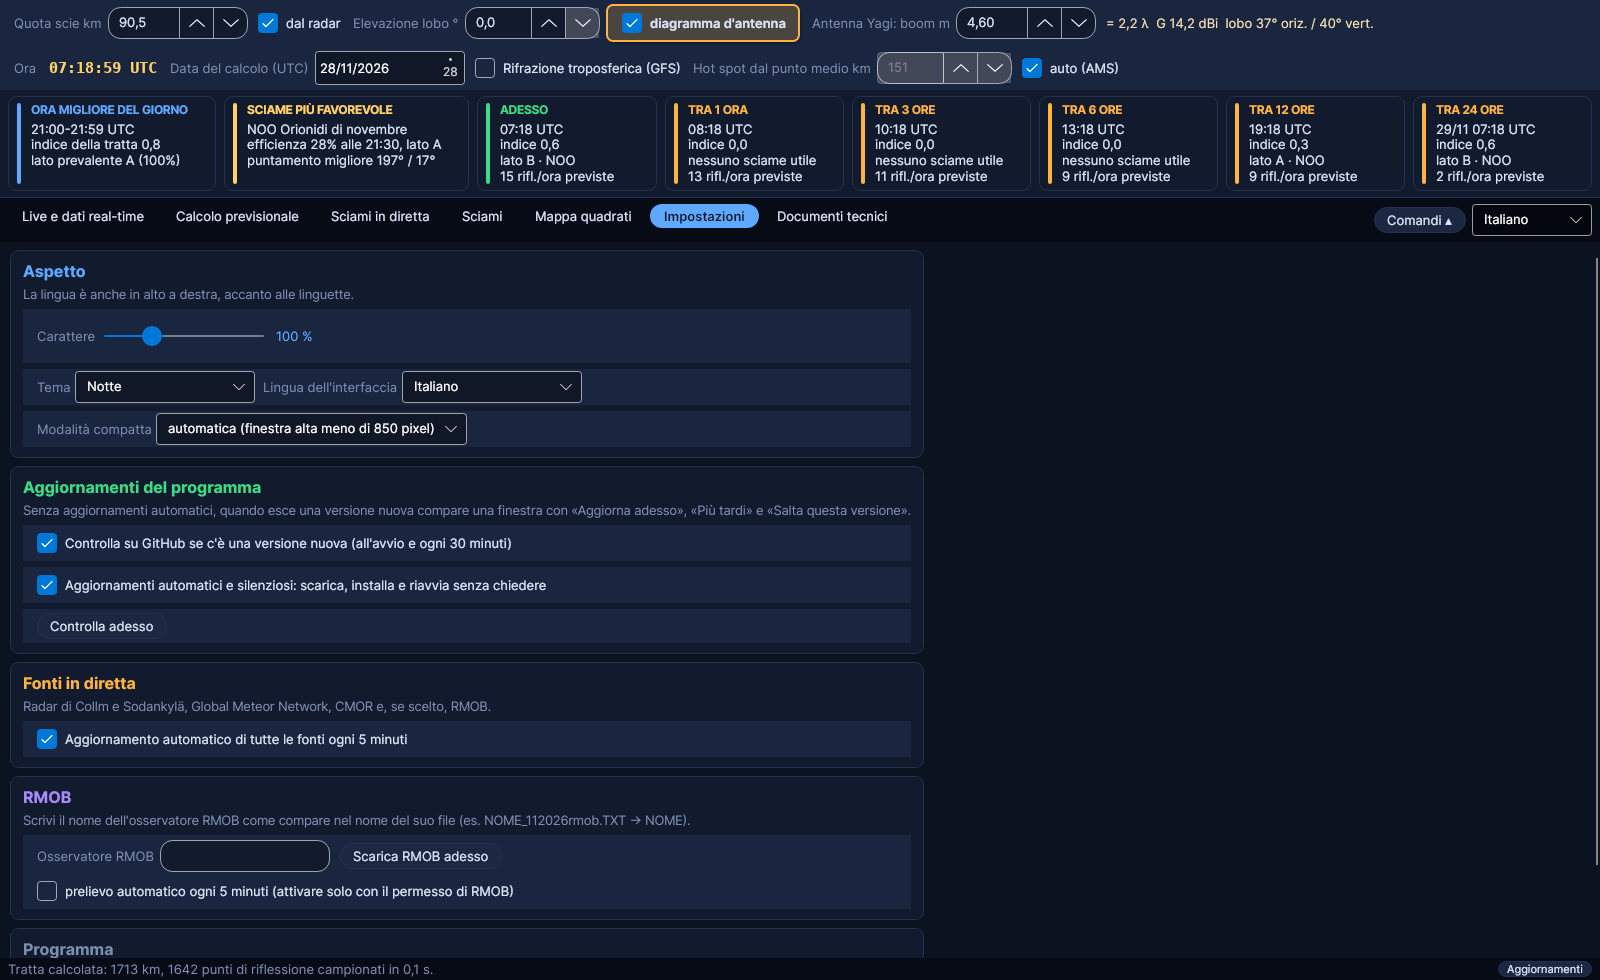 Quota scie km 90,5 dal radar Elevazione lobo ° 0,0 diagramma d'antenna Antenna Yagi: boom m 4,60 = 2,2 λ G 14,2 dBi lobo 37° oriz. / 40° vert.
Ora 07:18:59 UTC Data del calcolo (UTC) 28/11/2026 28 Rifrazione troposferica (GFS) Hot spot dal punto medio km 151 auto (AMS)
ORA MIGLIORE DEL GIORNO
21:00-21:59 UTC
indice della tratta 0,8
lato prevalente A (100%)
SCIAME PIÙ FAVOREVOLE
NOO Orionidi di novembre
efficienza 28% alle 21:30, lato A
puntamento migliore 197° / 17°
ADESSO
07:18 UTC
indice 0,6
lato B · NOO
15 rifl./ora previste
TRA 1 ORA
08:18 UTC
indice 0,0
nessuno sciame utile
13 rifl./ora previste
TRA 3 ORE
10:18 UTC
indice 0,0
nessuno sciame utile
11 rifl./ora previste
TRA 6 ORE
13:18 UTC
indice 0,0
nessuno sciame utile
9 rifl./ora previste
TRA 12 ORE
19:18 UTC
indice 0,3
lato A · NOO
9 rifl./ora previste
TRA 24 ORE
29/11 07:18 UTC
indice 0,6
lato B · NOO
2 rifl./ora previste
Live e dati real-time Calcolo previsionale Sciami in diretta Sciami Mappa quadrati Impostazioni Documenti tecnici Comandi ▴ Italiano
Aspetto
La lingua è anche in alto a destra, accanto alle linguette.
Carattere 100 %
Tema Notte Lingua dell'interfaccia Italiano
Modalità compatta automatica (finestra alta meno di 850 pixel)
Aggiornamenti del programma
Senza aggiornamenti automatici, quando esce una versione nuova compare una finestra con «Aggiorna adesso», «Più tardi» e «Salta questa versione».
Controlla su GitHub se c'è una versione nuova (all'avvio e ogni 30 minuti)
Aggiornamenti automatici e silenziosi: scarica, installa e riavvia senza chiedere
Controlla adesso
Fonti in diretta
Radar di Collm e Sodankylä, Global Meteor Network, CMOR e, se scelto, RMOB.
Aggiornamento automatico di tutte le fonti ogni 5 minuti
RMOB
Scrivi il nome dell'osservatore RMOB come compare nel nome del suo file (es. NOME_112026rmob.TXT → NOME).
Osservatore RMOB Scarica RMOB adesso
prelievo automatico ogni 5 minuti (attivare solo con il permesso di RMOB)
Programma
Tratta calcolata: 1713 km, 1642 punti di riflessione campionati in 0,1 s. Aggiornamenti